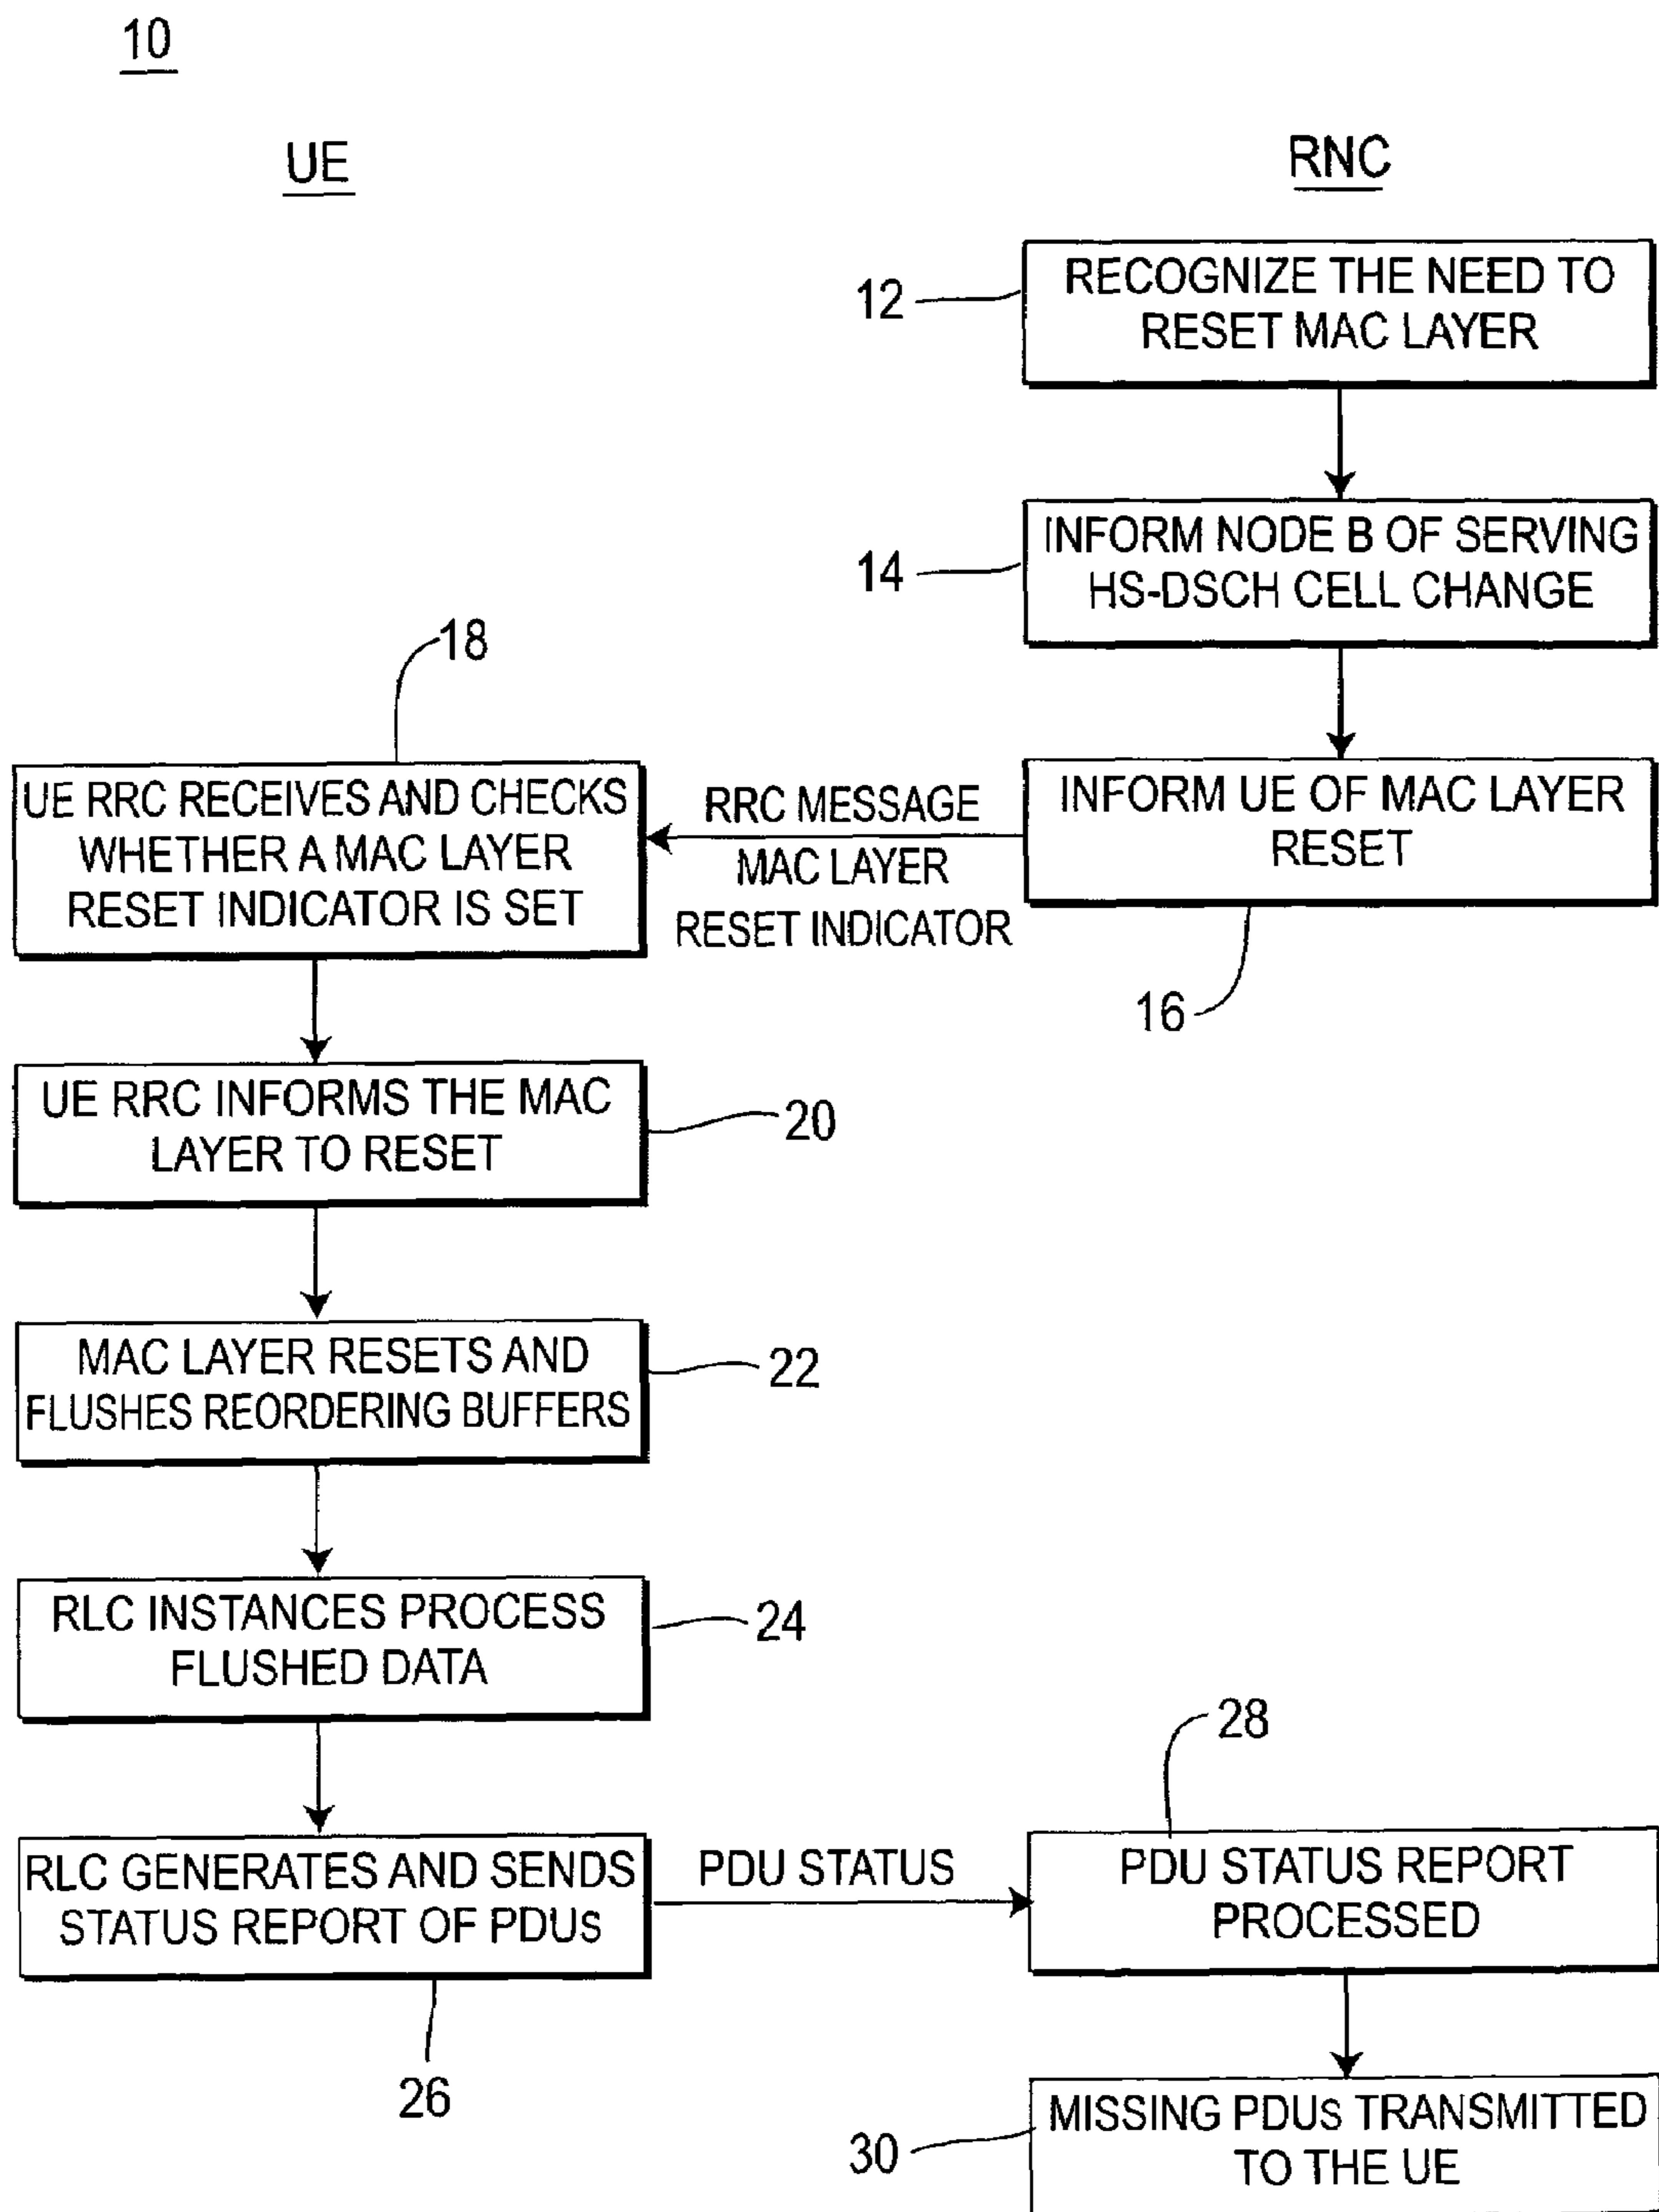 10
UE
RNC
12
RECOGNIZE THE NEED TO
RESET MAC LAYER
14
INFORM NODE B OF SERVING
HS-DSCH CELL CHANGE
16
INFORM UE OF MAC LAYER
RESET
RRC MESSAGE
MAC LAYER
RESET INDICATOR
18
UE RRC RECEIVES AND CHECKS
WHETHER A MAC LAYER
RESET INDICATOR IS SET
UE RRC INFORMS THE MAC
LAYER TO RESET
20
MAC LAYER RESETS AND
FLUSHES REORDERING BUFFERS
22
RLC INSTANCES PROCESS
FLUSHED DATA
24
RLC GENERATES AND SENDS
STATUS REPORT OF PDUs
26
PDU STATUS
28
PDU STATUS REPORT
PROCESSED
30
MISSING PDUs TRANSMITTED
TO THE UE